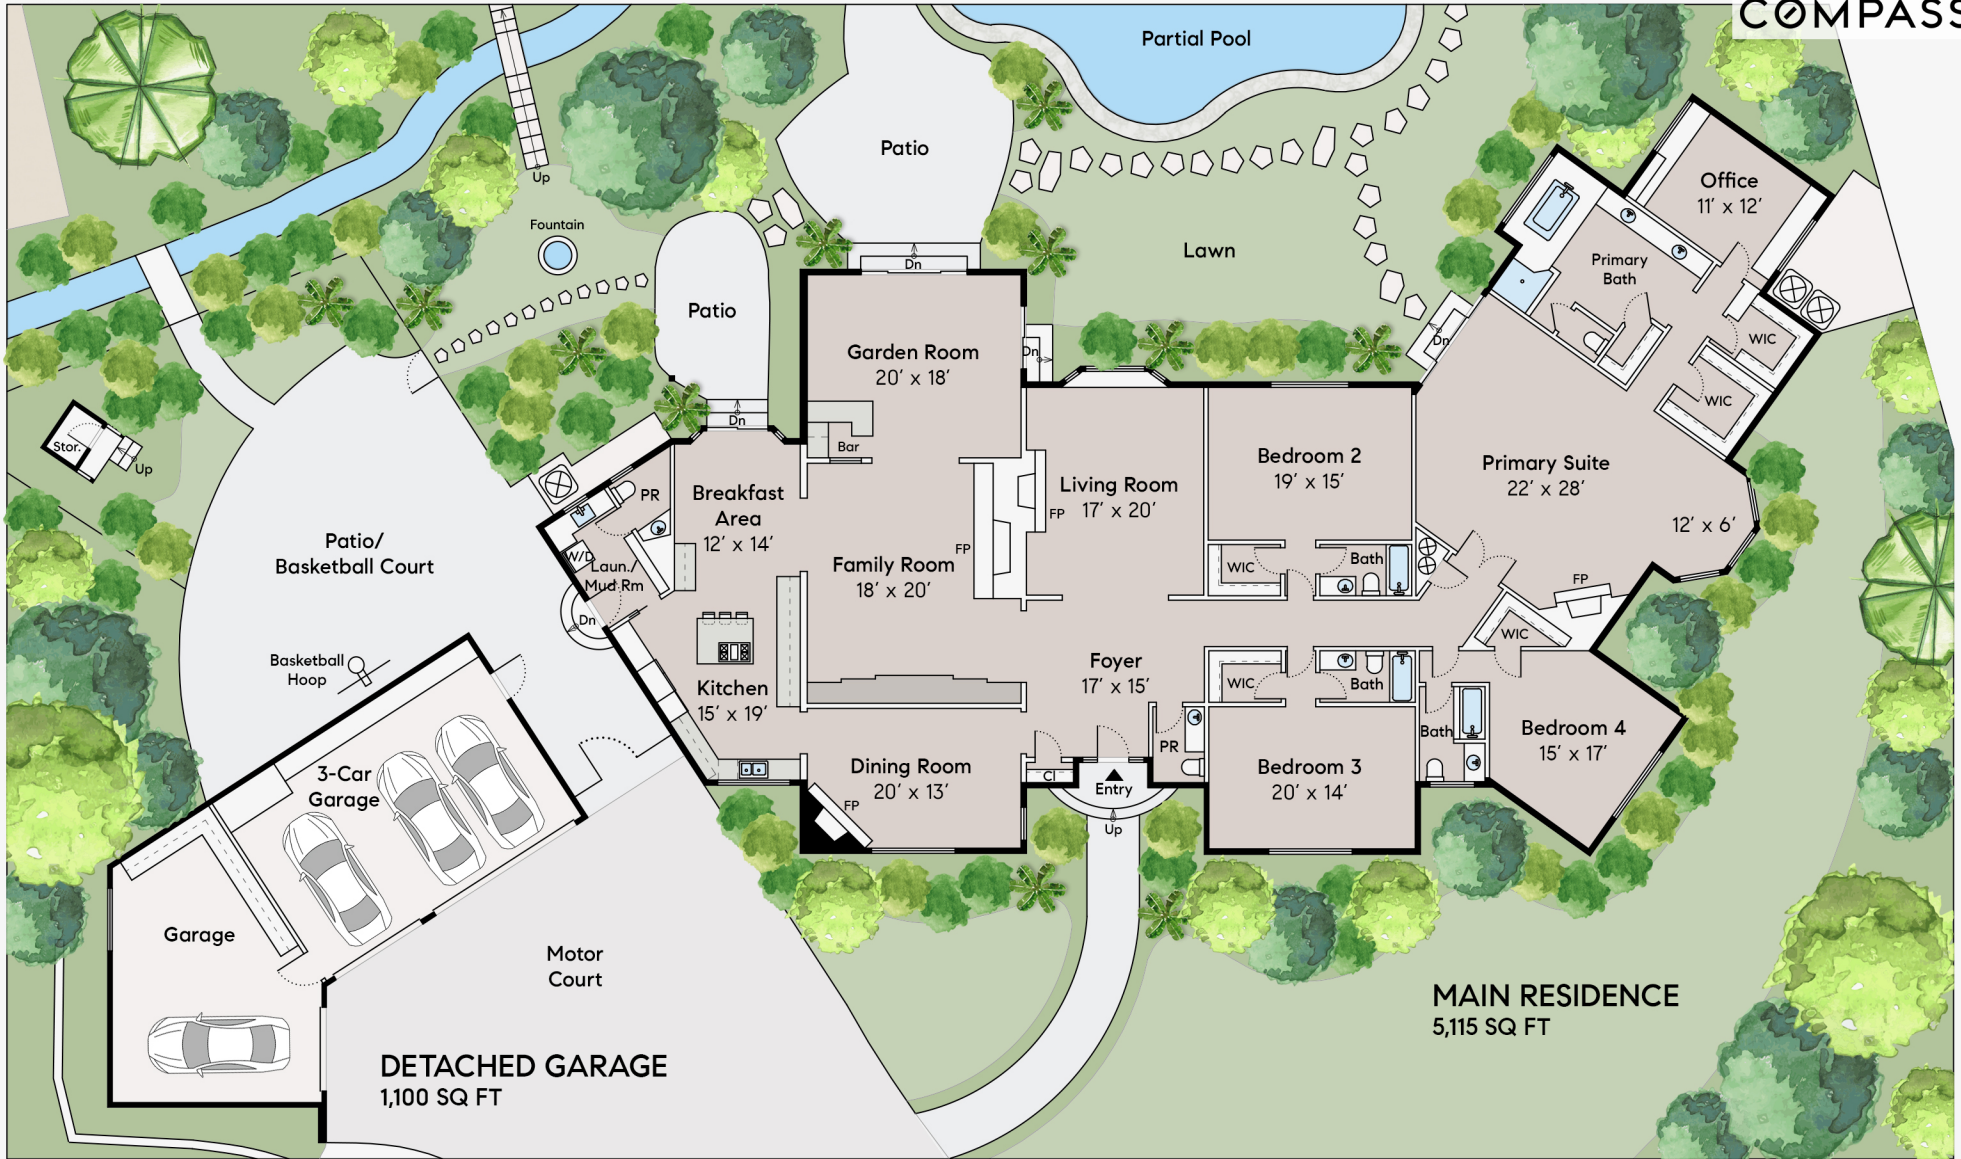 COMPASS
Partial Pool
Patio
Up
Fountain
Lawn
Dn
Office
11' x 12'
Primary
Bath
WIC
WIC
Dn
Patio
Dn
Garden Room
20' x 18'
Dn
Bar
Dn
Stor.
Up
PR
Breakfast
Area
12' x 14'
W/D
Laun./
Mud Rm
Dn
Patio/
Basketball Court
Basketball
Hoop
Family Room
18' x 20'
FP
Living Room
17' x 20'
FP
Bedroom 2
19' x 15'
WIC
Bath
Primary Suite
22' x 28'
12' x 6'
FP
WIC
Kitchen
15' x 19'
Foyer
17' x 15'
WIC
Bath
Bath
Bedroom 4
15' x 17'
PR
Dining Room
20' x 13'
FP
Cl
Entry
Up
Bedroom 3
20' x 14'
3-Car
Garage
Garage
Motor
Court
DETACHED GARAGE
1,100 SQ FT
MAIN RESIDENCE
5,115 SQ FT